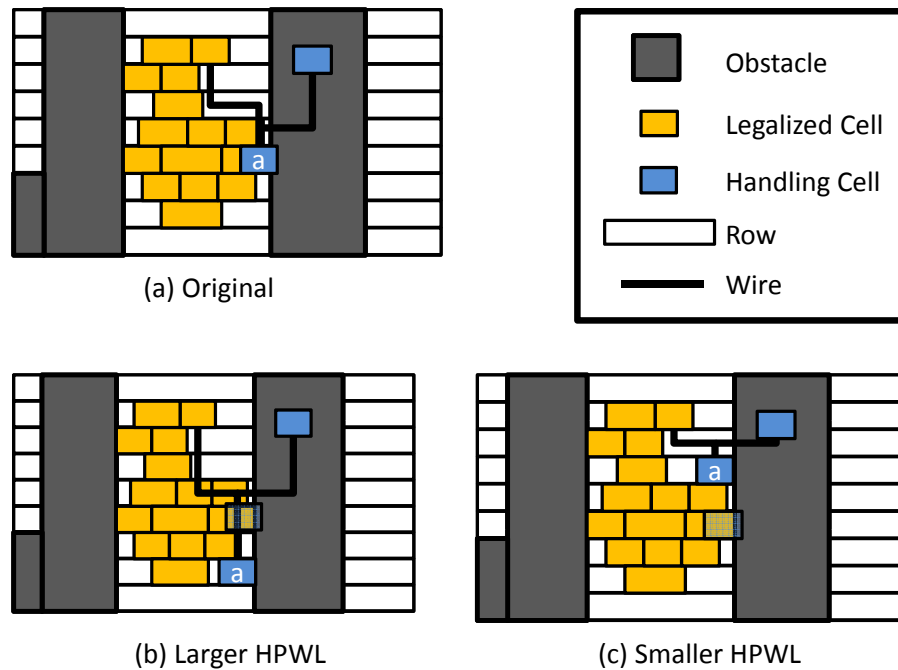 Obstacle
Legalized Cell
a
Handling Cell
Row
Wire
(a) Original
a
a
(b) Larger HPWL
(c) Smaller HPWL